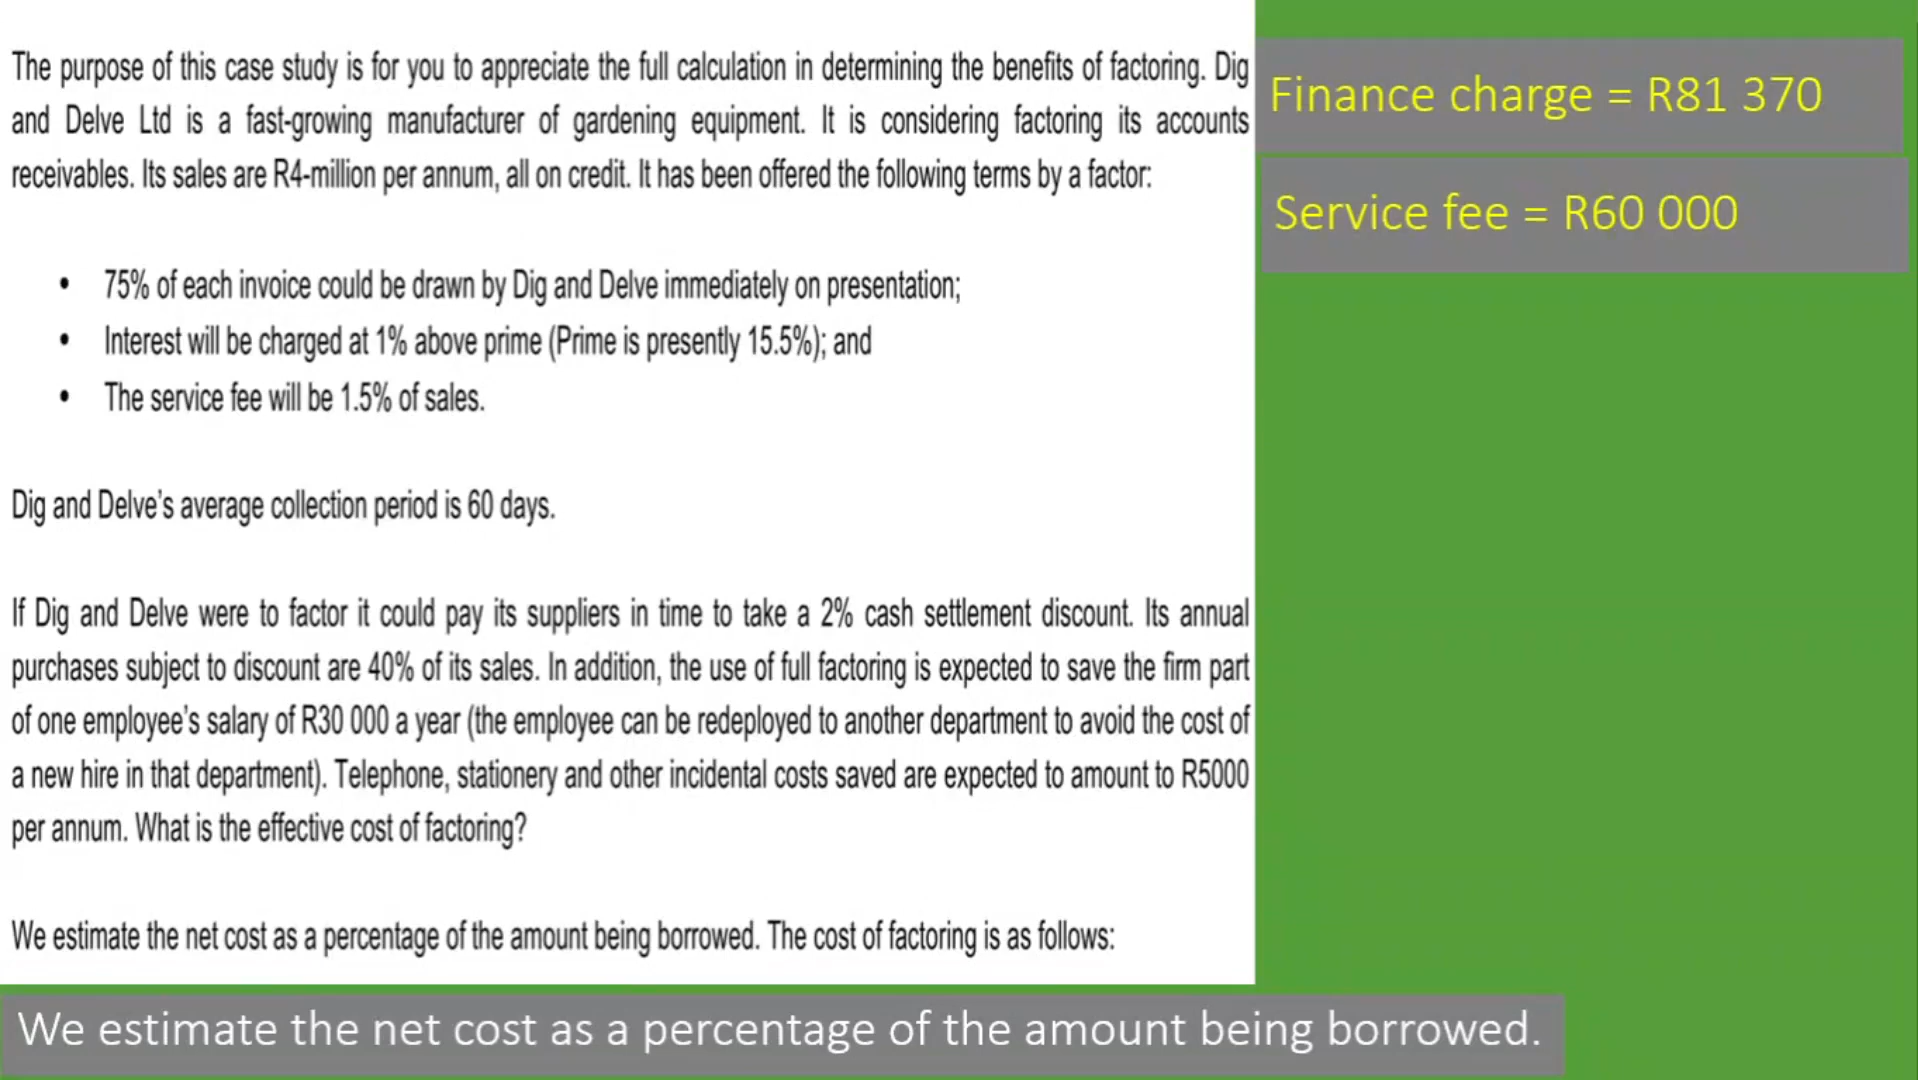 The purpose of this case study is for you to appreciate the full calculation in determining the benefits of factoring. Dig
and Delve Ltd is a fast-growing manufacturer of gardening equipment. It is considering factoring its accounts
receivables. Its sales are R4-million per annum, all on credit. It has been offered the following terms by a factor:
• 75% of each invoice could be drawn by Dig and Delve immediately on presentation;
• Interest will be charged at 1% above prime (Prime is presently 15.5%); and
• The service fee will be 1.5% of sales.
Dig and Delve's average collection period is 60 days.
If Dig and Delve were to factor it could pay its suppliers in time to take a 2% cash settlement discount. Its annual
purchases subject to discount are 40% of its sales. In addition, the use of full factoring is expected to save the firm part
of one employee's salary of R30 000 a year (the employee can be redeployed to another department to avoid the cost of
a new hire in that department). Telephone, stationery and other incidental costs saved are expected to amount to R5000
per annum. What is the effective cost of factoring?
We estimate the net cost as a percentage of the amount being borrowed. The cost of factoring is as follows:
Finance charge = R81 370
Service fee = R60 000
We estimate the net cost as a percentage of the amount being borrowed.